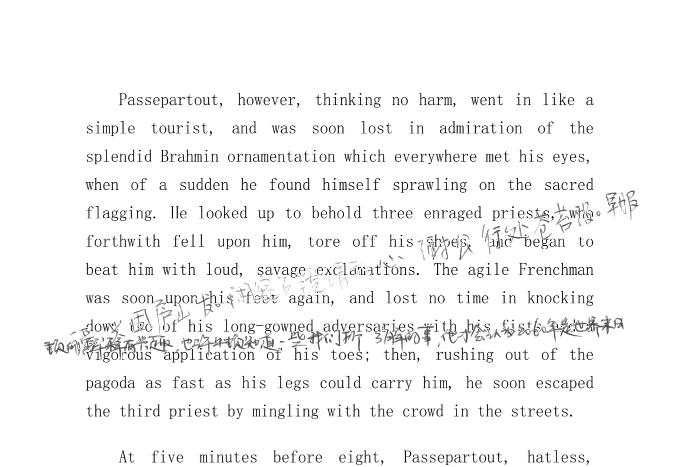 Passepartout, however, thinking no harm, went in like a
simple tourist, and was soon lost in admiration of the
splendid Brahmin ornamentation which everywhere met his eyes,
when of a sudden he found himself sprawling on the sacred
flagging. He looked up to behold three enraged priests, who
forthwith fell upon him, tore off his shoes, and began to
beat him with loud, savage exclamations. The agile Frenchman
was soon upon his feet again, and lost no time in knocking
down two of his long-gowned adversaries with his fists
vigorous application of his toes; then, rushing out of the
pagoda as fast as his legs could carry him, he soon escaped
the third priest by mingling with the crowd in the streets.
At five minutes before eight, Passepartout, hatless,